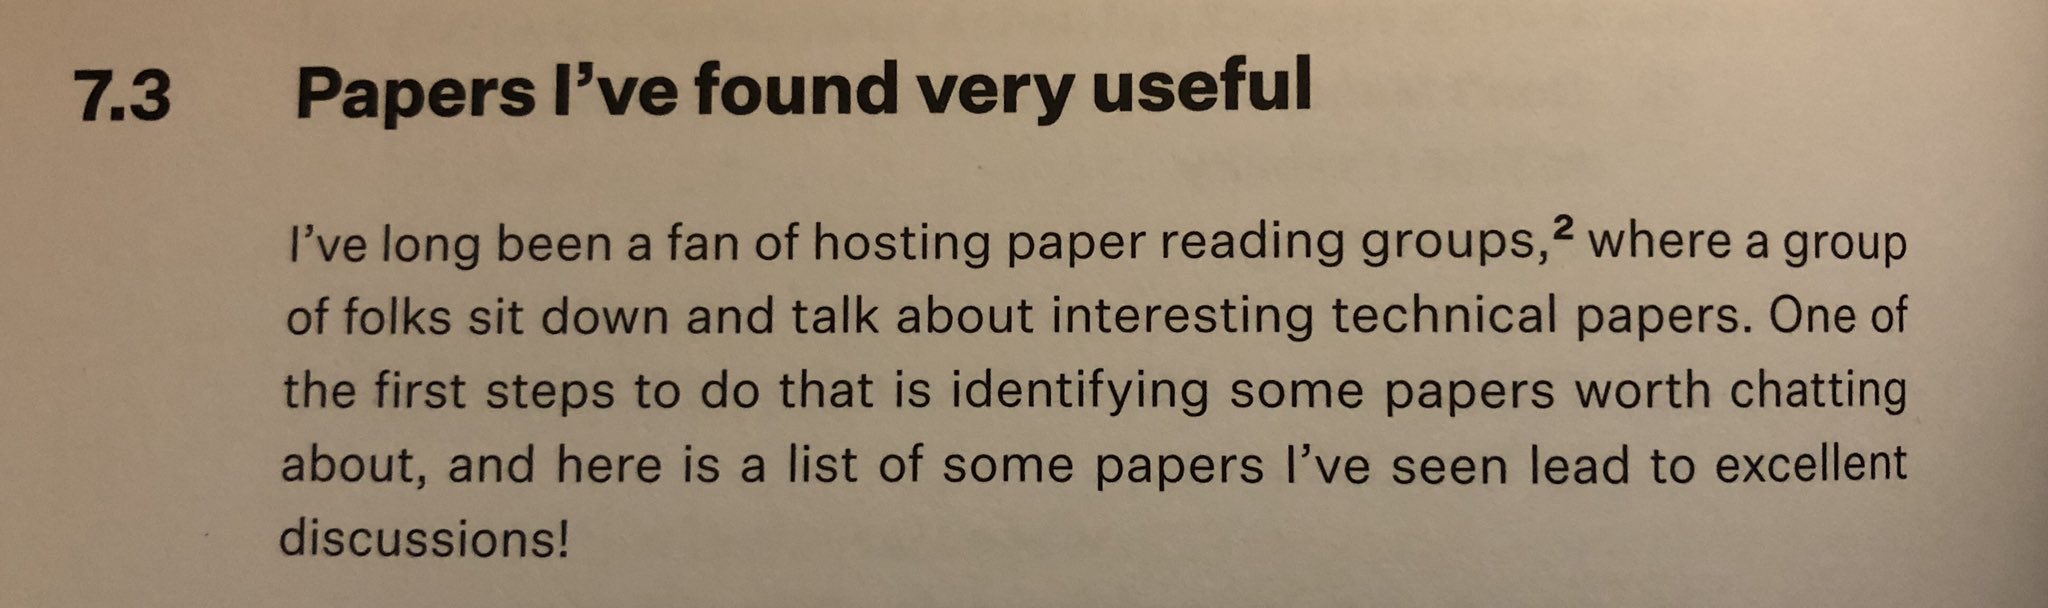 7.3 Papers I’ve found very useful
I’ve long been a fan of hosting paper reading groups,² where a group
of folks sit down and talk about interesting technical papers. One of
the first steps to do that is identifying some papers worth chatting
about, and here is a list of some papers I’ve seen lead to excellent
discussions!